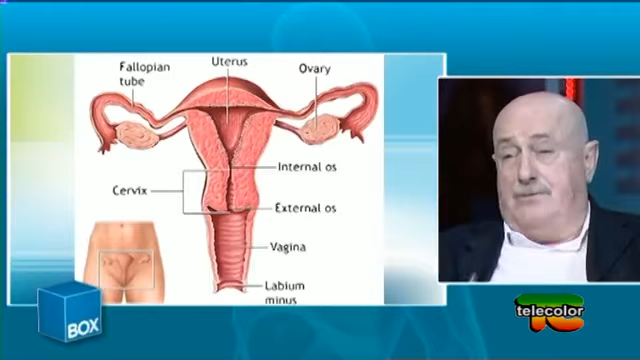 Uterus
Fallopian
tube
Ovary
Internal os
Cervix
External os
Vagina
Labium
minus
BOX
telecolor